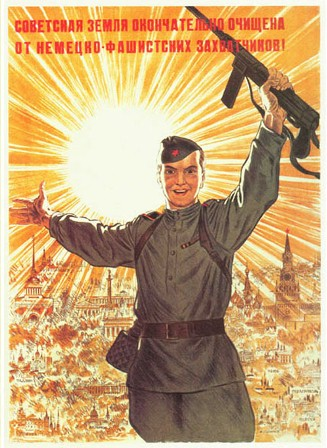 СОВЕТСКАЯ ЗЕМЛЯ ОКОНЧАТЕЛЬНО ОЧИЩЕНА
ОТ НЕМЕЦКО-ФАШИСТСКИХ ЗАХВАТЧИКОВ!